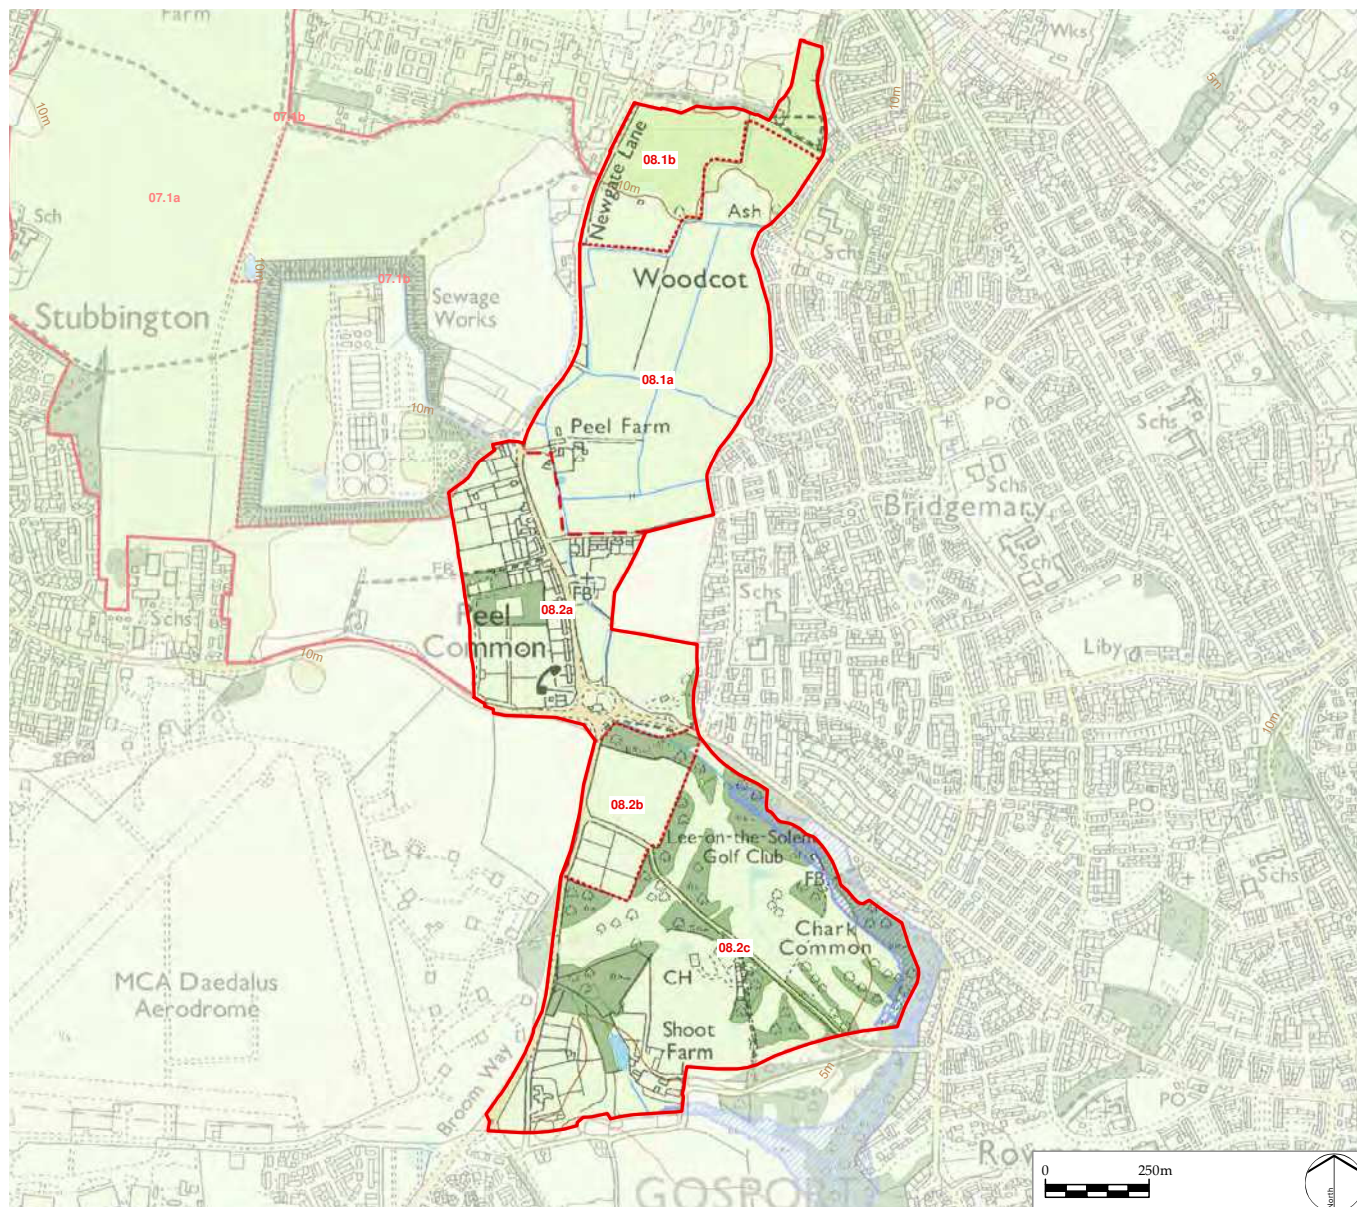 Farm
Wks
5m
10m
10m
07.1b
Newgate Lane
08.1b
10m
07.1a
Sch
Ash
Schs
Woodcot
10m
07.1b
Stubbington
Sewage
Works
08.1a
PO
10m
Peel Farm
Schs
Schs
Bridgemary
Sch
FB
FB
Schs
08.2a
Peel
Common
Schs
Liby
10m
10m
08.2b
PO
Lee-on-the-Solent
Golf Club
FB
Schs
Chark
Common
08.2c
CH
MCA Daedalus
Aerodrome
Shoot
Farm
Broom Way
5m
PO
GOSPORT
0 250m
North